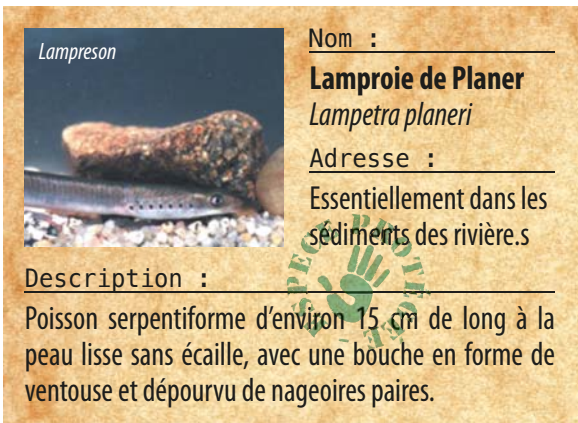 Lampreson
Nom :
Lamproie de Planer
Lampetra planeri
Adresse :
Essentiellement dans les
sédiments des rivière.s
ESPECE PROTEGEE
Description :
Poisson serpentiforme d'environ 15 cm de long à la
peau lisse sans écaille, avec une bouche en forme de
ventouse et dépourvu de nageoires paires.